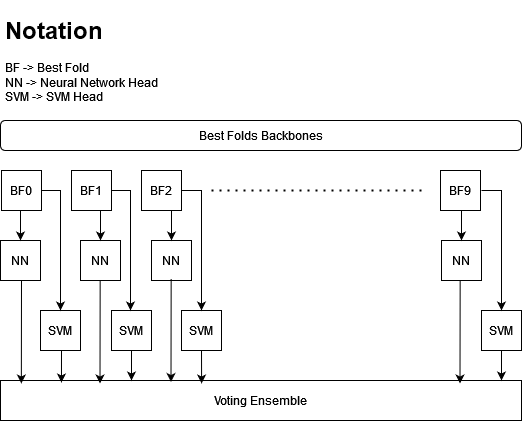 Notation
BF -> Best Fold
NN -> Neural Network Head
SVM -> SVM Head
Best Folds Backbones
BF0 BF1 BF2 BF9
NN NN NN NN
SVM SVM SVM SVM
Voting Ensemble